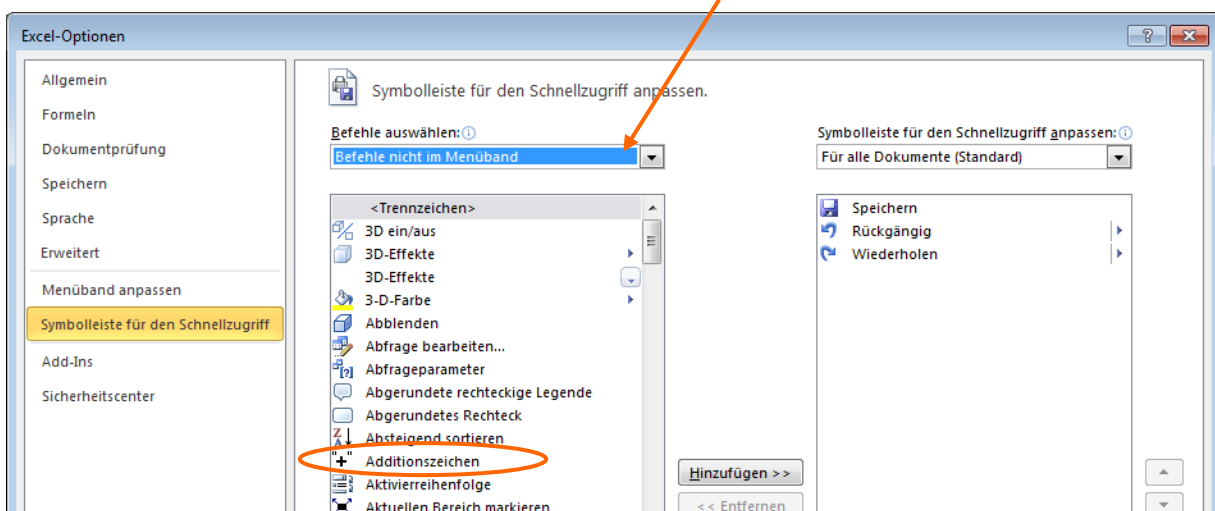 Excel-Optionen
Allgemein
Formeln
Dokumentprüfung
Speichern
Sprache
Erweitert
Menüband anpassen
Symbolleiste für den Schnellzugriff
Add-Ins
Sicherheitscenter
Symbolleiste für den Schnellzugriff anpassen.
Befehle auswählen:
Befehle nicht im Menüband
<Trennzeichen>
3D ein/aus
3D-Effekte
3D-Effekte
3-D-Farbe
Abblenden
Abfrage bearbeiten...
Abfrageparameter
Abgerundete rechteckige Legende
Abgerundetes Rechteck
Absteigend sortieren
"+" Additionszeichen
Aktivierreihenfolge
Aktuellen Bereich markieren
Hinzufügen >>
<< Entfernen
Symbolleiste für den Schnellzugriff anpassen:
Für alle Dokumente (Standard)
Speichern
Rückgängig
Wiederholen